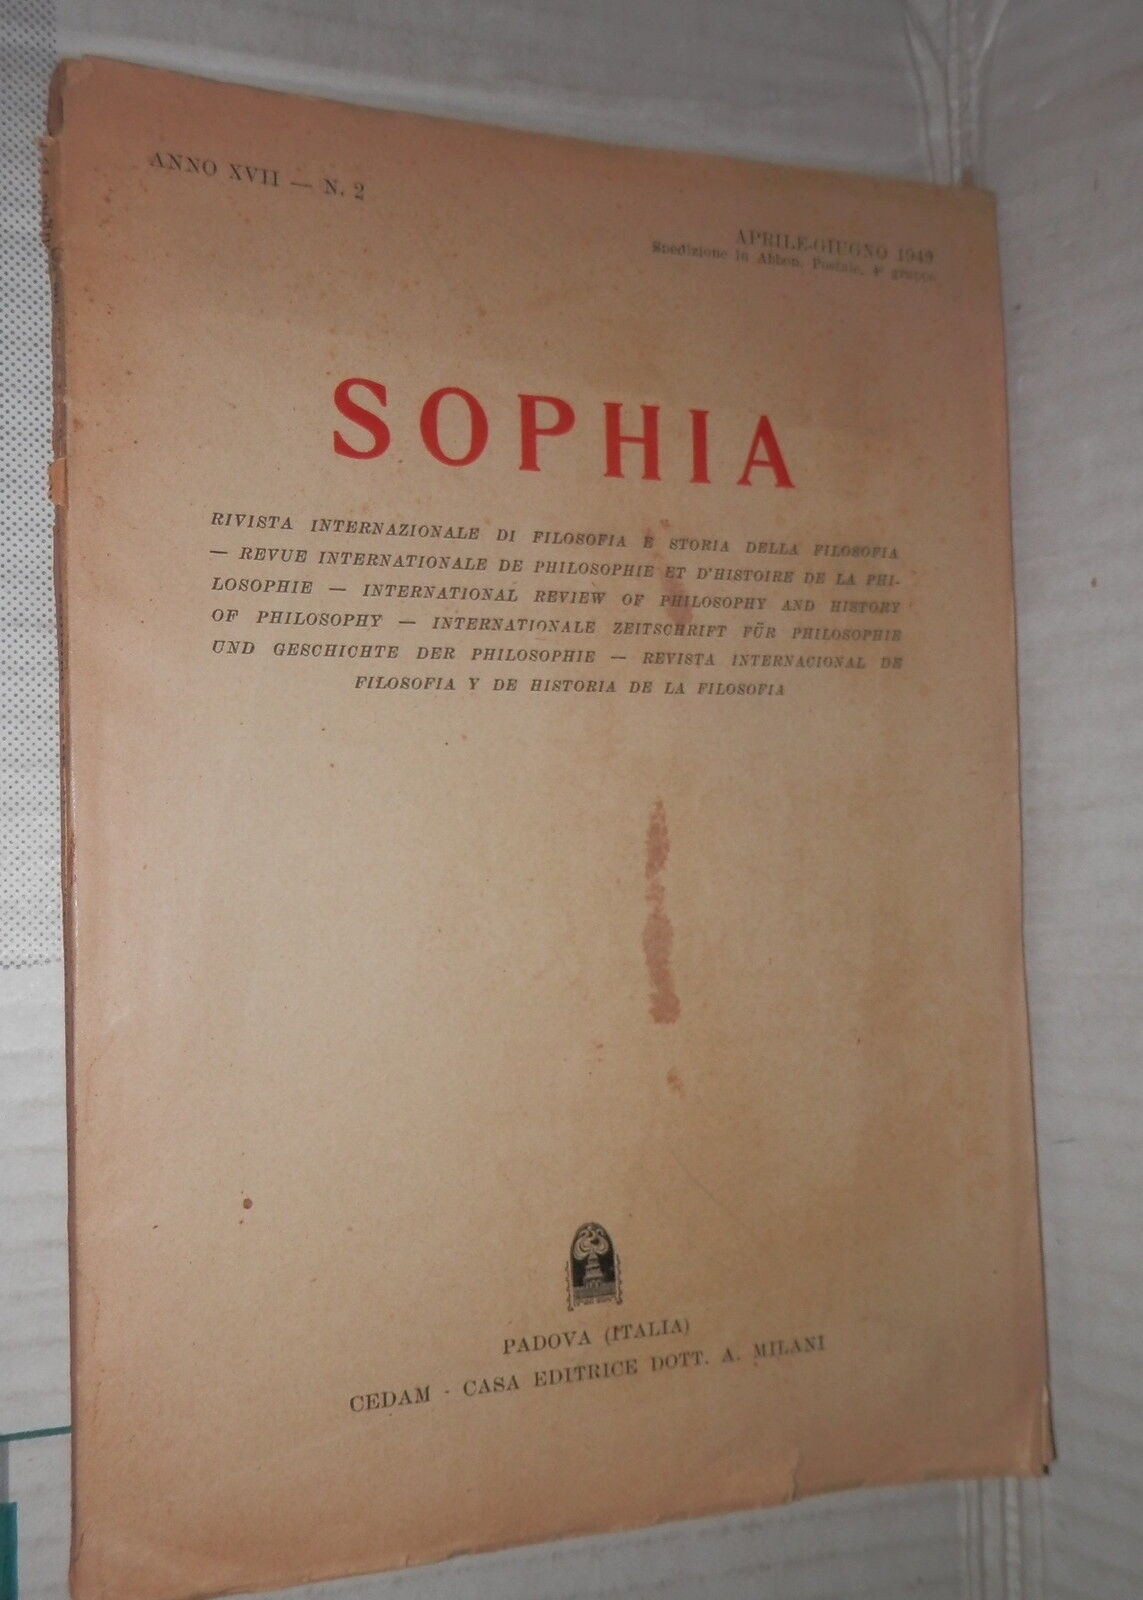 ANNO XVII — N. 2
APRILE-GIUGNO 1949
Spedizione in Abbon. Postale, 4° gruppo
SOPHIA
RIVISTA INTERNAZIONALE DI FILOSOFIA E STORIA DELLA FILOSOFIA
— REVUE INTERNATIONALE DE PHILOSOPHIE ET D'HISTOIRE DE LA PHI-
LOSOPHIE — INTERNATIONAL REVIEW OF PHILOSOPHY AND HISTORY
OF PHILOSOPHY — INTERNATIONALE ZEITSCHRIFT FÜR PHILOSOPHIE
UND GESCHICHTE DER PHILOSOPHIE — REVISTA INTERNACIONAL DE
FILOSOFIA Y DE HISTORIA DE LA FILOSOFIA
PADOVA (ITALIA)
CEDAM - CASA EDITRICE DOTT. A. MILANI